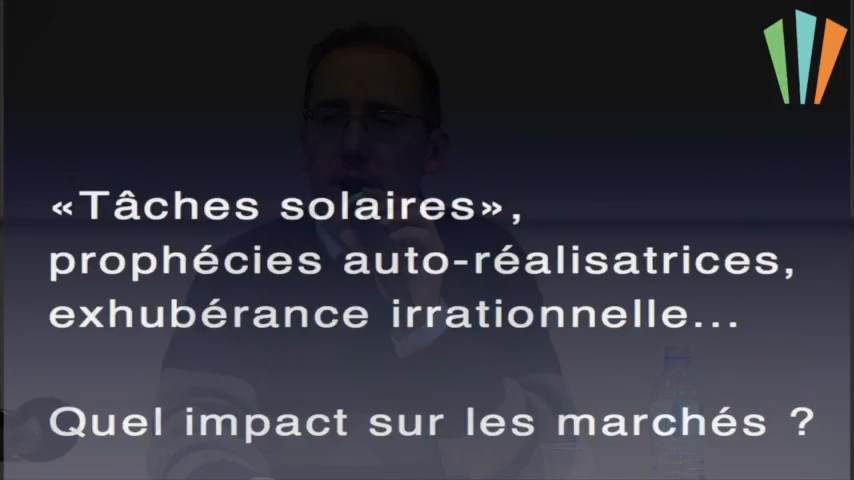 «Tâches solaires»,
prophécies auto-réalisatrices,
exhubérance irrationnelle...
Quel impact sur les marchés ?